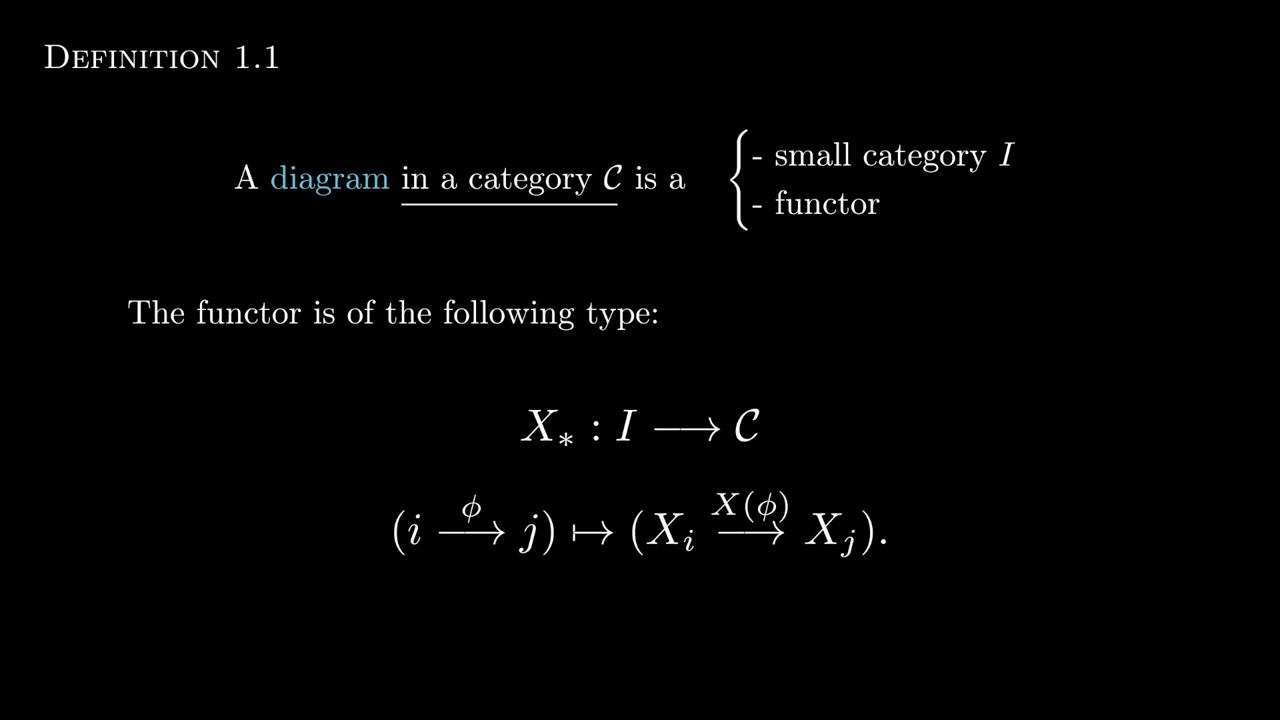 Definition 1.1
A diagram in a category 𝒞 is a
- small category I
- functor
The functor is of the following type:
X_* : I ⟶ 𝒞
(i ⟶^ϕ j) ↦ (X_i ⟶^{X(ϕ)} X_j).